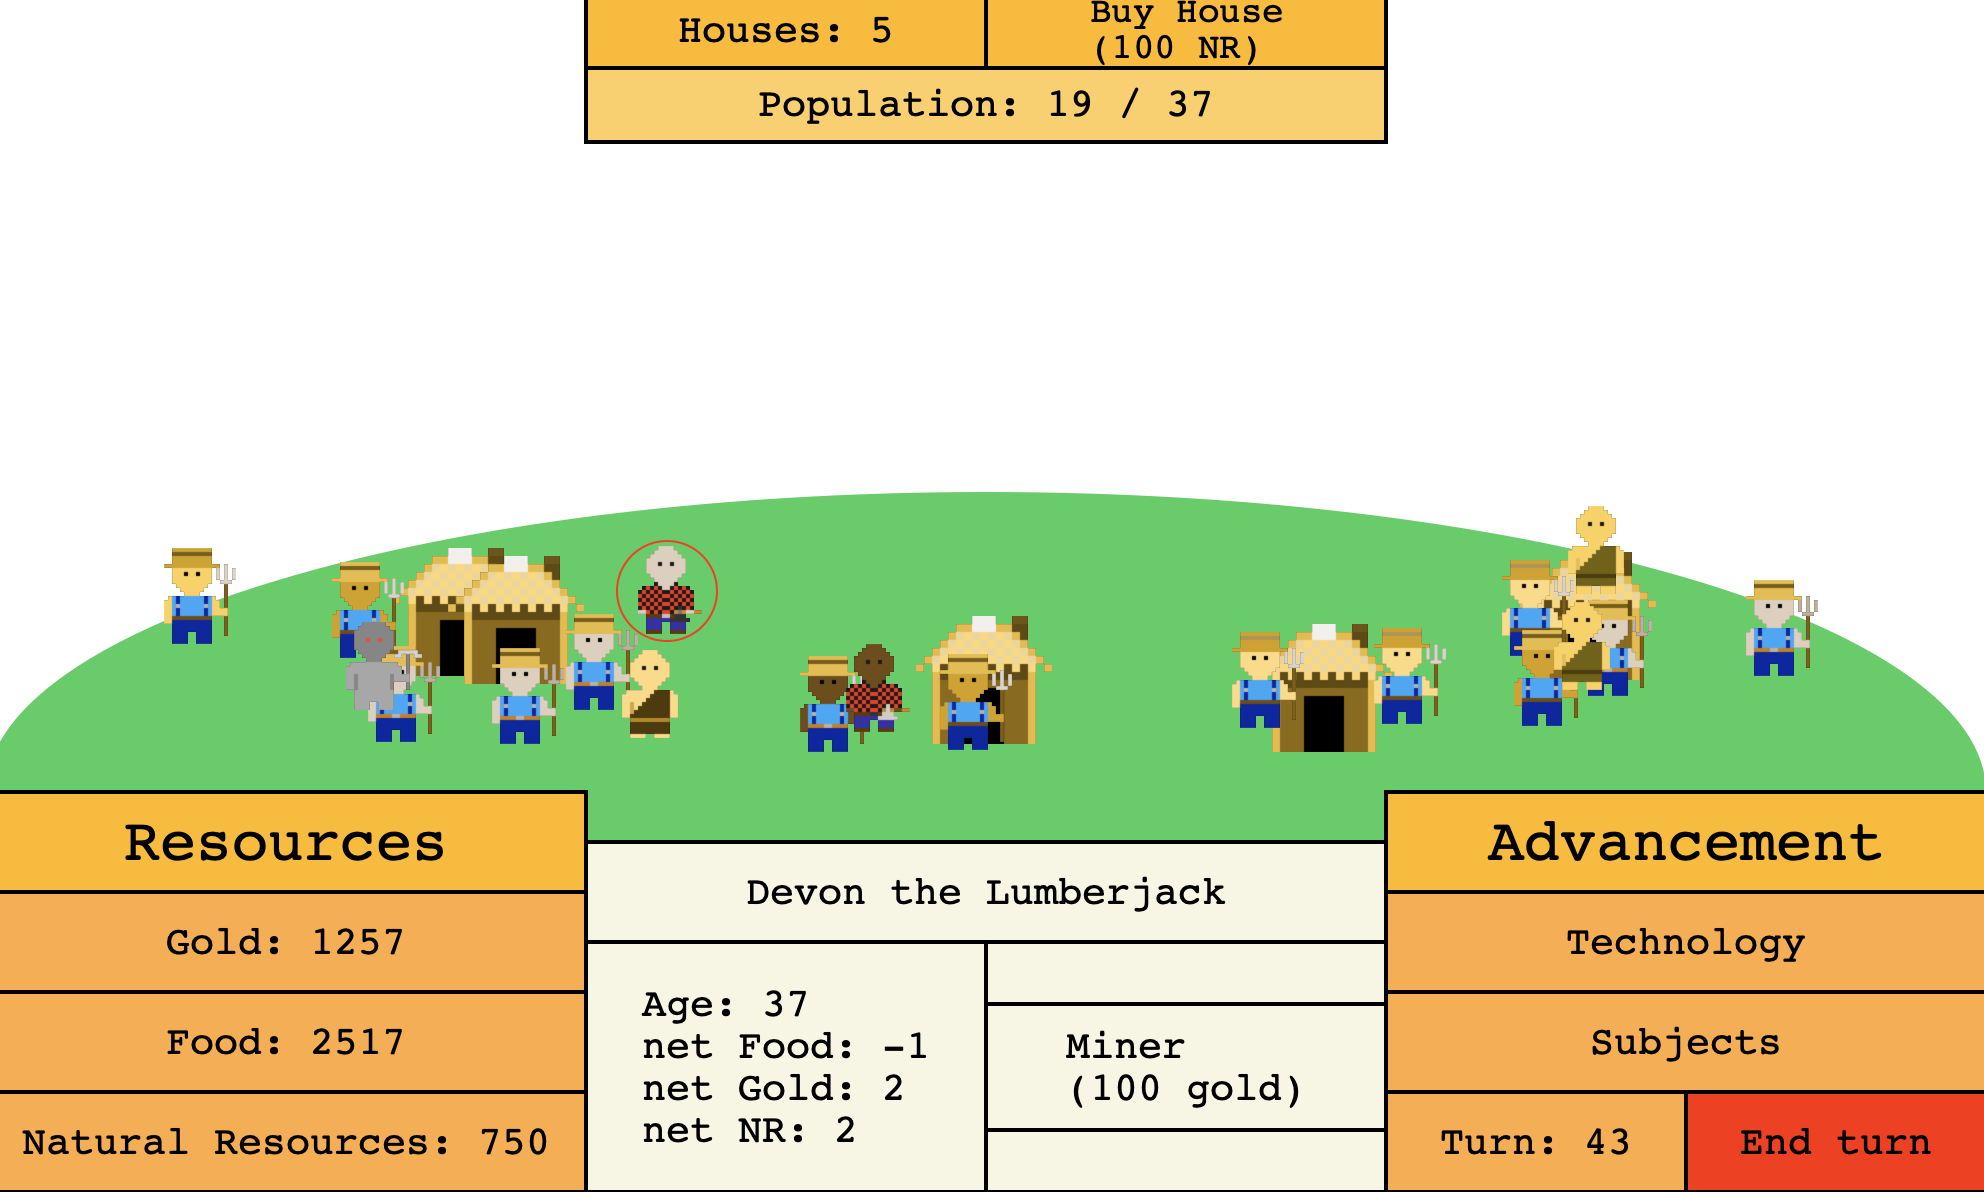 Houses: 5
Buy House
(100 NR)
Population: 19 / 37
Resources
Gold: 1257
Food: 2517
Natural Resources: 750
Devon the Lumberjack
Age: 37
net Food: -1
net Gold: 2
net NR: 2
Miner
(100 gold)
Advancement
Technology
Subjects
Turn: 43
End turn